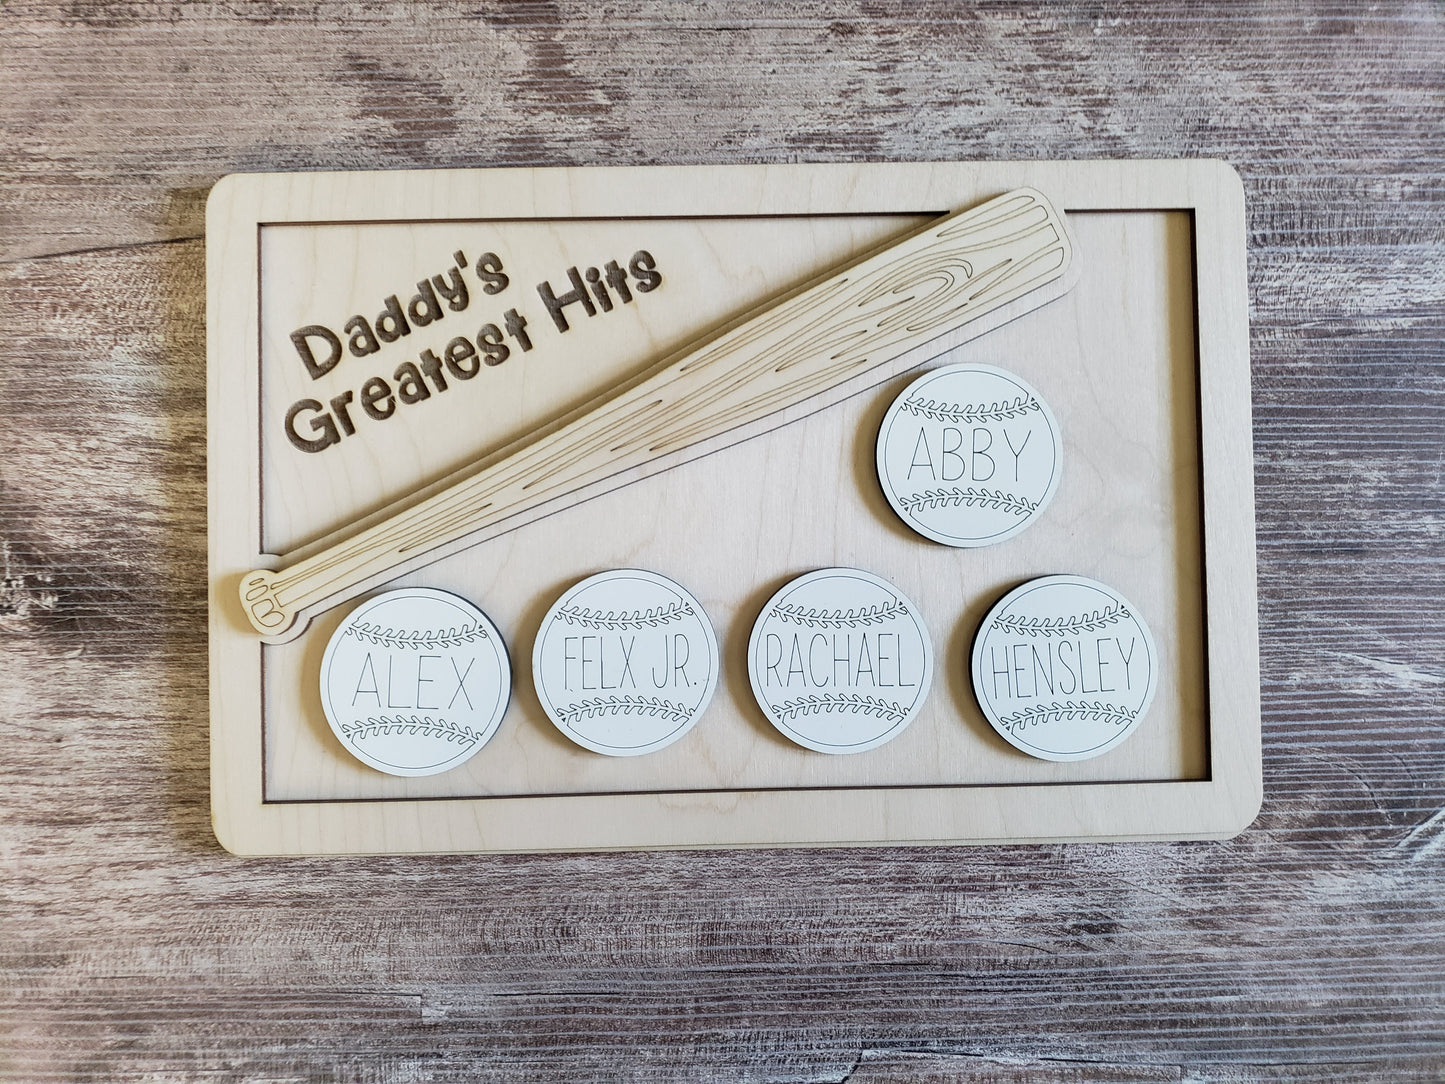 Daddy's
Greatest Hits
ABBY
ALEX
FELX JR.
RACHAEL
HENSLEY